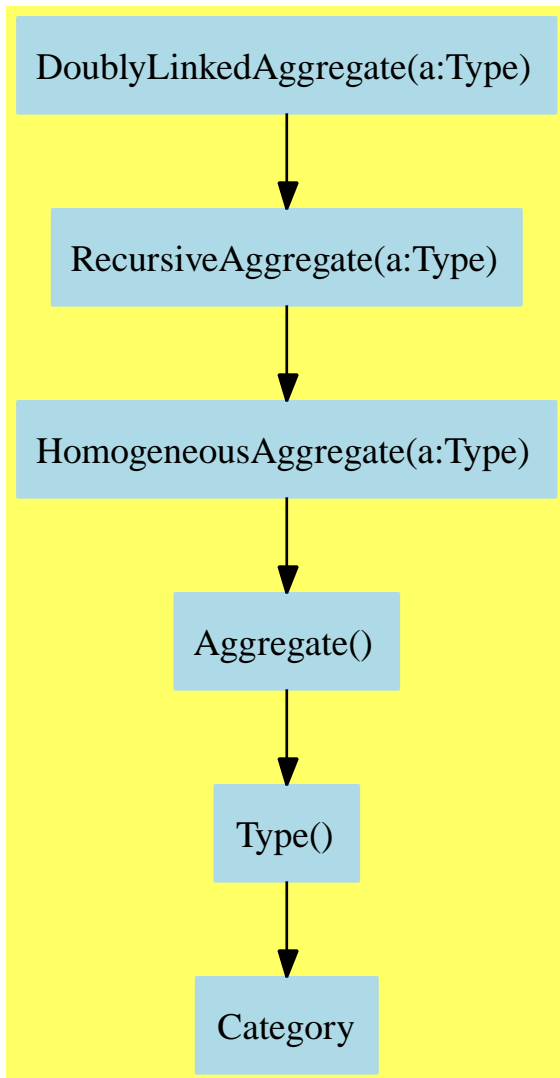 DoublyLinkedAggregate(a:Type)
RecursiveAggregate(a:Type)
HomogeneousAggregate(a:Type)
Aggregate()
Type()
Category